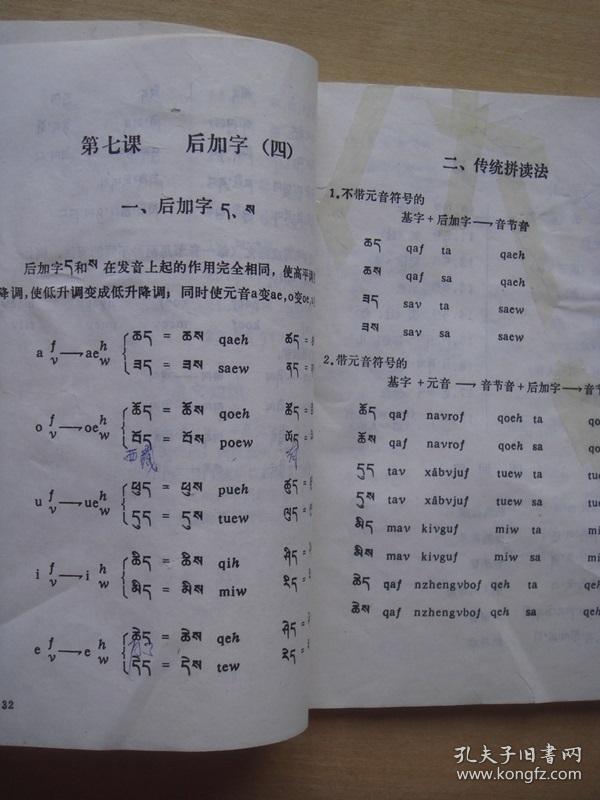 第七课 后加字（四）
一、后加字 ད、ས
后加字ད和ས 在发音上起的作用完全相同，使高平调
降调，使低升调变成低升降调；同时使元音a变ae，o变oe，
a f v → ae h w
ཆད = ཆས qaeh
ཟད = ཟས saew
o f v → oe h w
ཆོད = ཆོས qoeh
བོད = བོས poew
西藏
u f v → ue h w
ཕུད = ཕུས pueh
དུད = དུས tuew
i f v → i h w
ཆིད = ཆིས qih
མིད = མིས miw
e f v → e h w
ཆེད = ཆེས qeh
དེད = དེས tew
32
二、传统拼读法
1.不带元音符号的
基字+后加字→音节音
ཆད qaf ta qaeh
ཆས qaf sa qaeh
ཟད sav ta saew
ཟས sav sa saew
2.带元音符号的
基字+元音→音节音+后加字→音节
ཆོད qaf navrof qoeh ta
ཆོས qaf navrof qoeh sa
དུད tav xâbvjuf tuew ta
དུས tav xâbvjuf tuew sa
མིད mav kivguf miw ta
མིས mav kivguf miw sa
ཆེད qaf nzhengvbof qeh ta
ཆེས qaf nzhengvbof qeh sa qeh
孔夫子旧书网
www.kongfz.com